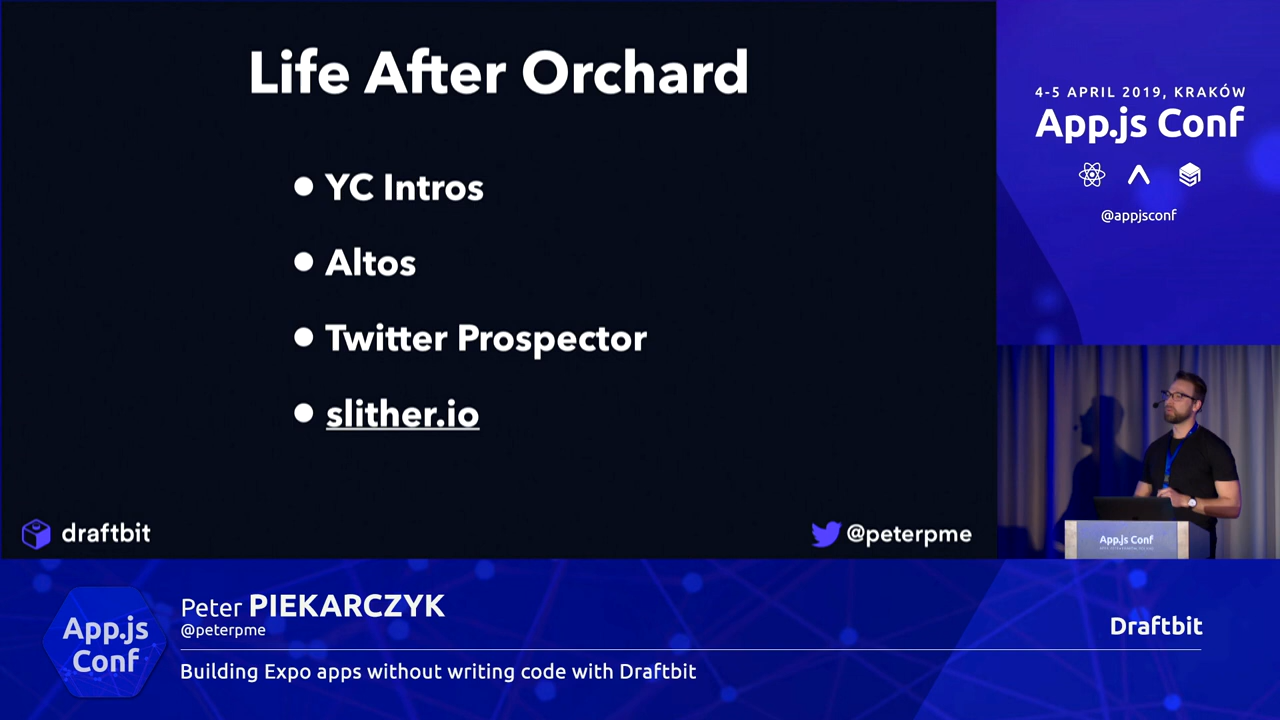 Life After Orchard
YC Intros
Altos
Twitter Prospector
slither.io
draftbit
@peterpme
4-5 APRIL 2019, KRAKÓW
App.js Conf
@appjsconf
App.js Conf
App.js
Conf
Peter PIEKARCZYK
@peterpme
Building Expo apps without writing code with Draftbit
Draftbit